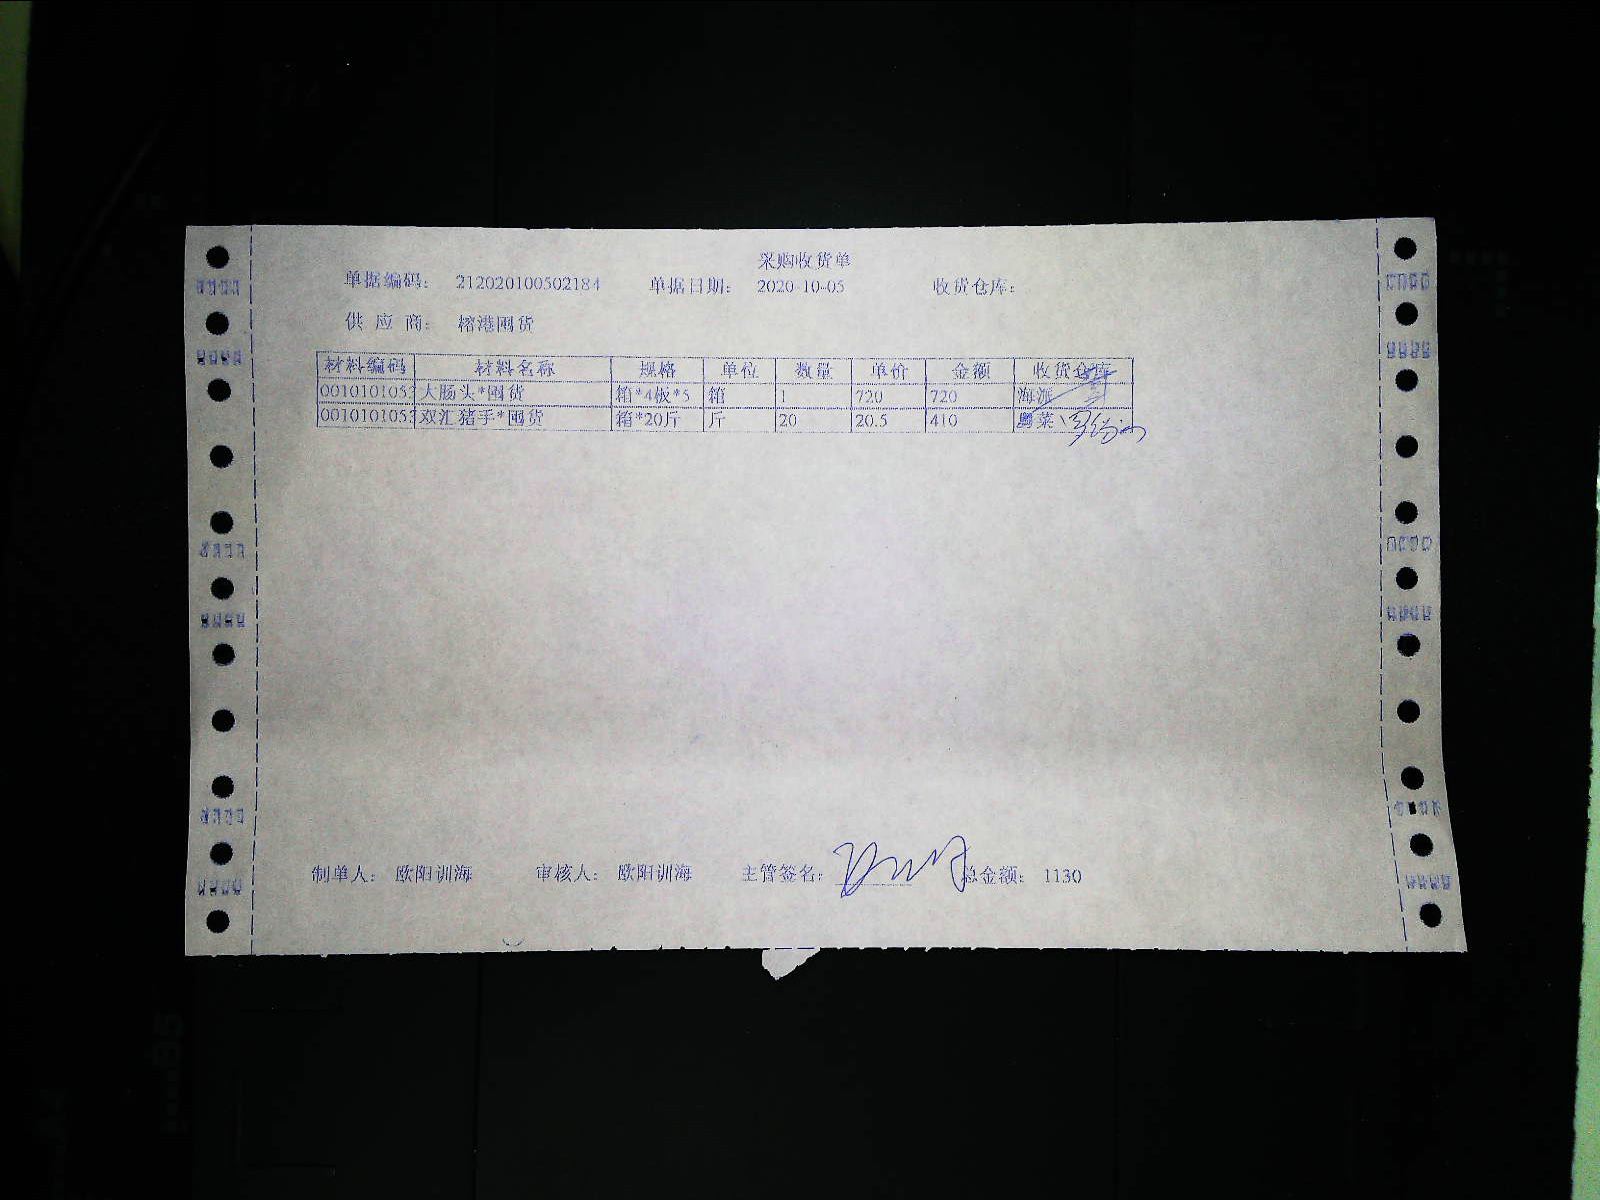 采购收货单
单据编码： 212020100502184 单据日期： 2020-10-05 收货仓库：
供 应 商： 榕港囤货
材料编码 材料名称 规格 单位 数量 单价 金额 收货仓库
0010101052 大肠头*囤货 箱*4板*5 箱 1 720 720 海派
0010101052 双汇猪手*囤货 箱*20斤 斤 20 20.5 410 粤菜
制单人： 欧阳训海 审核人： 欧阳训海 主管签名： 总金额： 1130